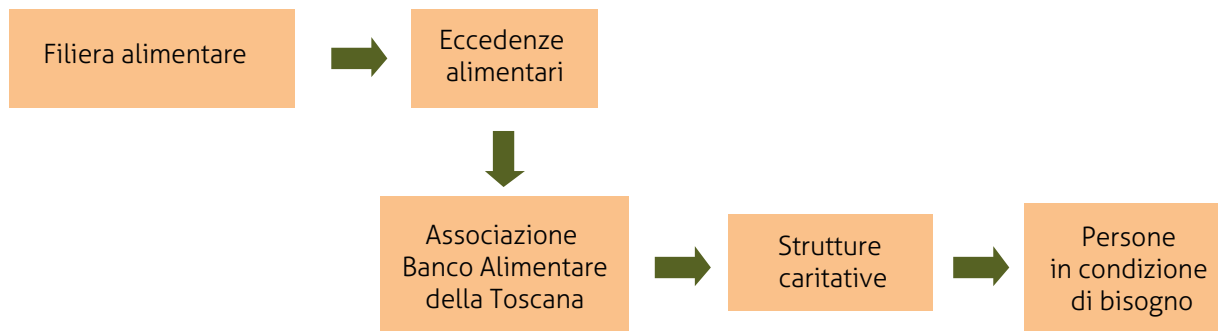 Filiera alimentare
Eccedenze
alimentari
Associazione
Banco Alimentare
della Toscana
Strutture
caritative
Persone
in condizione
di bisogno